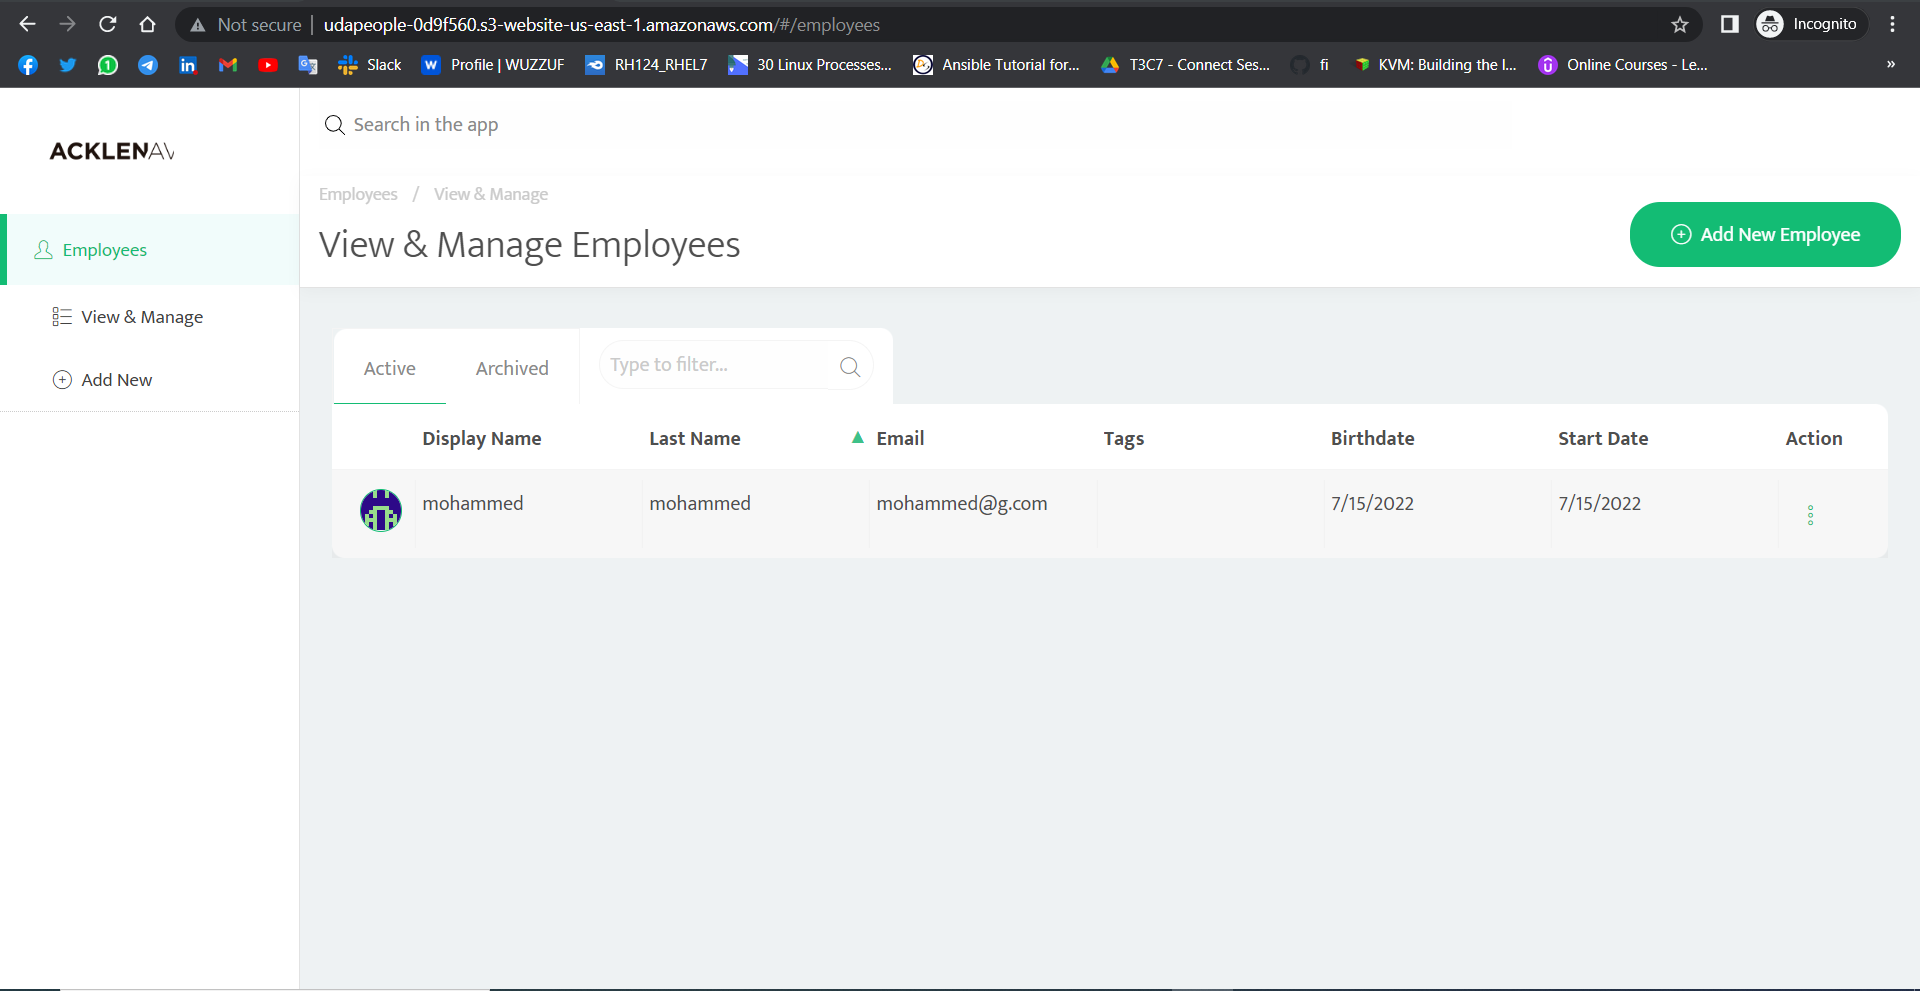 Not secure | udapeople-0d9f560.s3-website-us-east-1.amazonaws.com/#/employees Incognito
1 Slack W Profile | WUZZUF RH124_RHEL7 30 Linux Processes... Ansible Tutorial for... T3C7 - Connect Ses... fi KVM: Building the I... Online Courses - Le... »
Search in the app
ACKLENAV
Employees / View & Manage
View & Manage Employees
Add New Employee
Employees
View & Manage
Add New
Active Archived Type to filter...
Display Name Last Name Email Tags Birthdate Start Date Action
mohammed mohammed mohammed@g.com 7/15/2022 7/15/2022